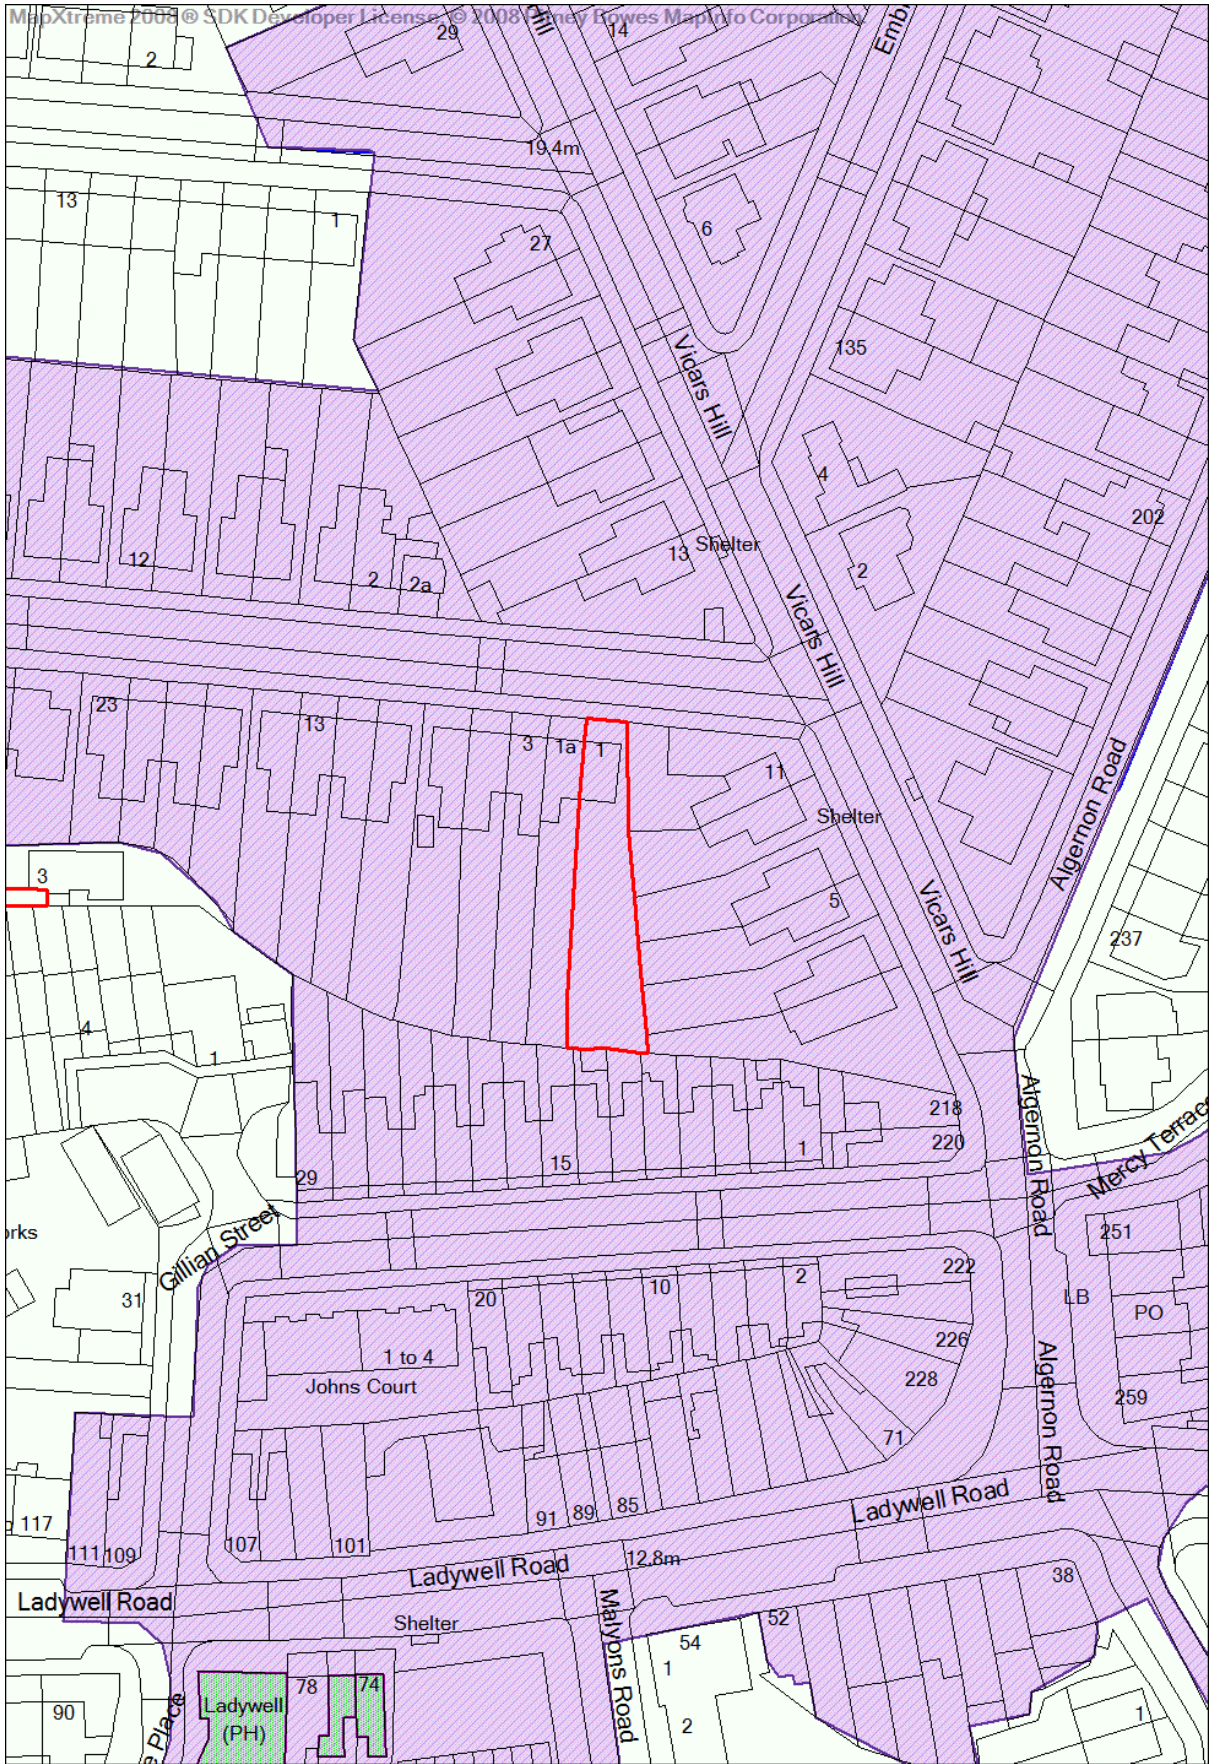 MapXtreme 2008 ® SDK Developer License. © 2008 Pitney Bowes MapInfo Corporation.
Hill
29
14
Emb
2
19.4m
13
1
27
6
Vicars Hill
135
4
202
Shelter
13
12
2
2a
2
Vicars Hill
23
13
3
1a
1
11
Shelter
Algernon Road
3
5
Vicars Hill
237
4
1
Algernon Road
218
220
Mercy Terrace
15
1
29
orks
Gillian Street
251
222
2
10
20
31
LB
PO
226
1 to 4
Johns Court
228
Algernon Road
259
71
Ladywell Road
91
89
85
117
111
109
107
101
12.8m
Ladywell Road
38
Ladywell Road
Malyons Road
52
Shelter
54
1
78
74
Ladywell
(PH)
90
e Place
2
1